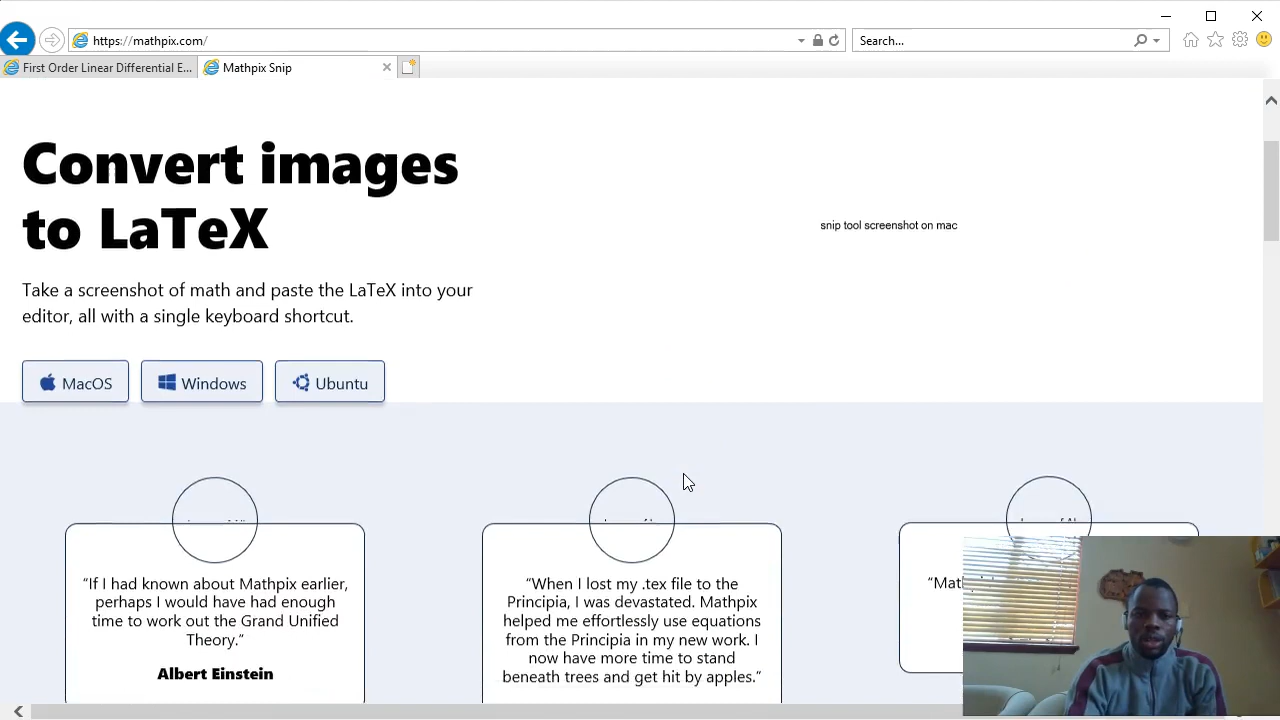 https://mathpix.com/
Search...
First Order Linear Differential E...
Mathpix Snip
Convert images
to LaTeX
snip tool screenshot on mac
Take a screenshot of math and paste the LaTeX into your
editor, all with a single keyboard shortcut.
MacOS
Windows
Ubuntu
“If I had known about Mathpix earlier,
perhaps I would have had enough
time to work out the Grand Unified
Theory.”
Albert Einstein
“When I lost my .tex file to the
Principia, I was devastated. Mathpix
helped me effortlessly use equations
from the Principia in my new work. I
now have more time to stand
beneath trees and get hit by apples.”